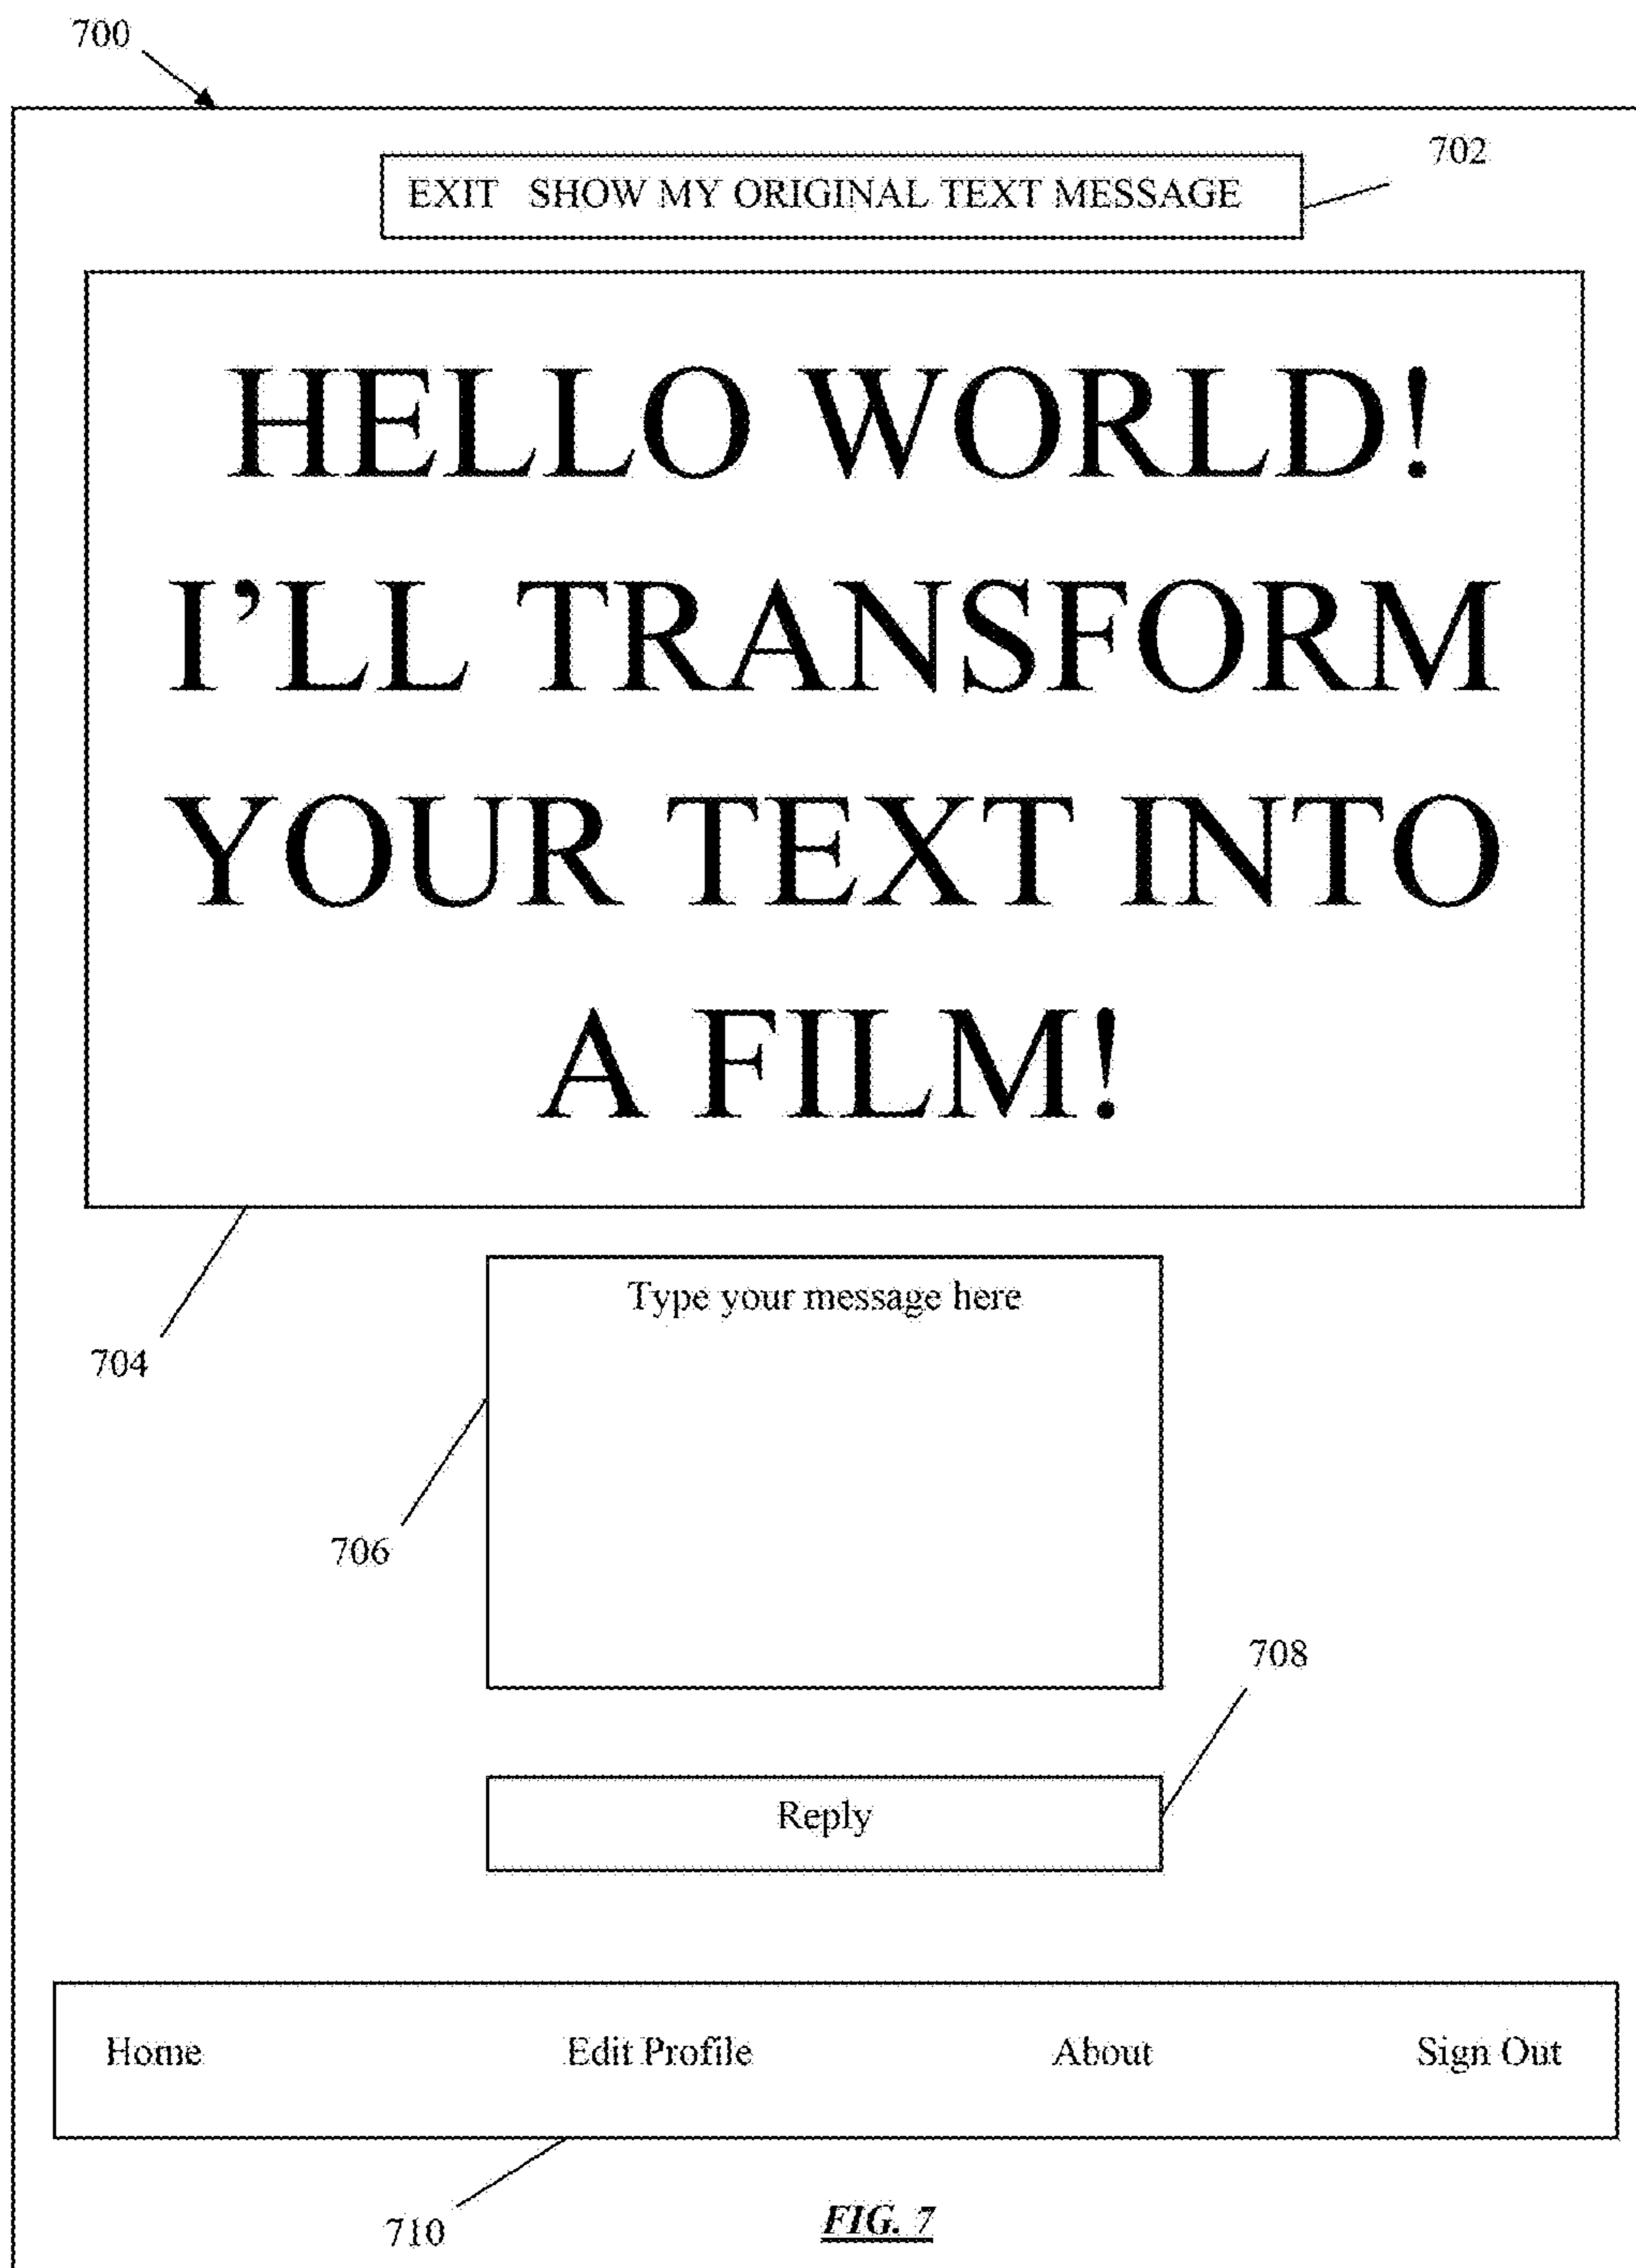 700
702
EXIT SHOW MY ORIGINAL TEXT MESSAGE
HELLO WORLD!
I’LL TRANSFORM
YOUR TEXT INTO
A FILM!
704
Type your message here
706
708
Reply
Home Edit Profile About Sign Out
710
FIG. 7